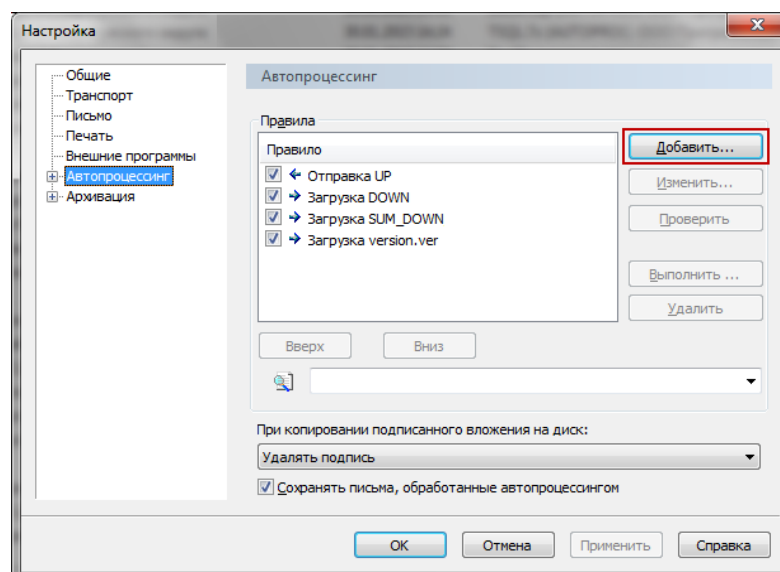 Настройка
Общие
Транспорт
Письмо
Печать
Внешние программы
Автопроцессинг
Архивация
Автопроцессинг
Правила
Правило
Отправка UP
Загрузка DOWN
Загрузка SUM_DOWN
Загрузка version.ver
Добавить...
Изменить...
Проверить
Выполнить ...
Удалить
Вверх Вниз
При копировании подписанного вложения на диск:
Удалять подпись
Сохранять письма, обработанные автопроцессингом
OK Отмена Применить Справка